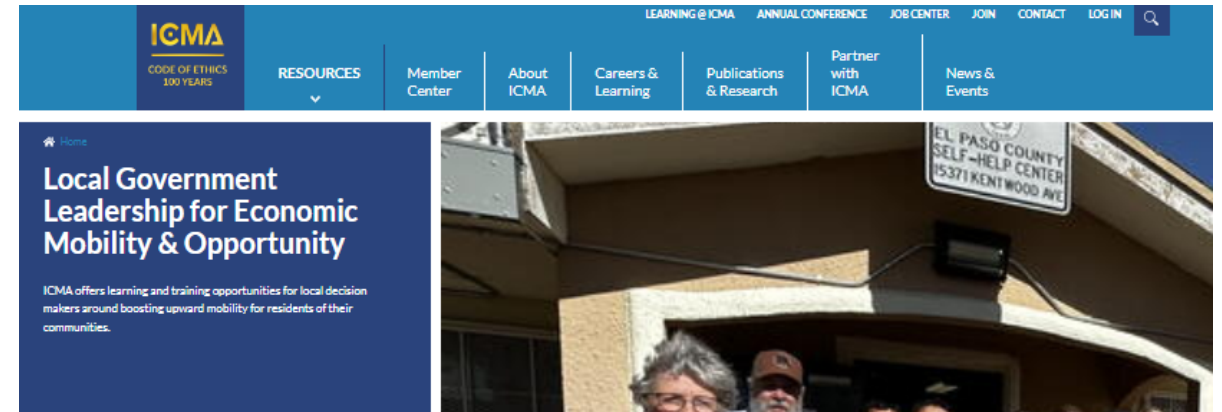 LEARNING @ ICMA ANNUAL CONFERENCE JOB CENTER JOIN CONTACT LOG IN
ICMA
CODE OF ETHICS
100 YEARS
RESOURCES
Member
Center
About
ICMA
Careers &
Learning
Publications
& Research
Partner
with
ICMA
News &
Events
Home
Local Government
Leadership for Economic
Mobility & Opportunity
ICMA offers learning and training opportunities for local decision
makers around boosting upward mobility for residents of their
communities.
EL PASO COUNTY
SELF-HELP CENTER
15371 KENTWOOD AVE